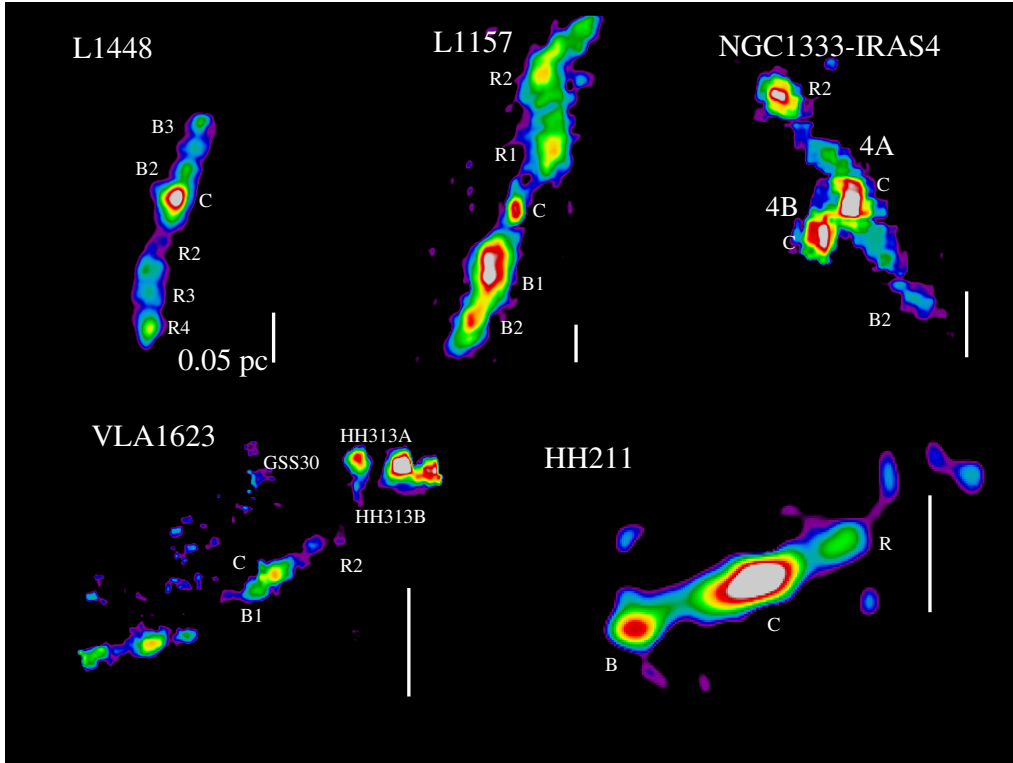 L1448
B3
B2
C
R2
R3
R4
0.05 pc
L1157
R2
R1
C
B1
B2
NGC1333-IRAS4
R2
4A
C
4B
C
B2
VLA1623
GSS30
HH313A
HH313B
C
R2
B1
HH211
R
C
B